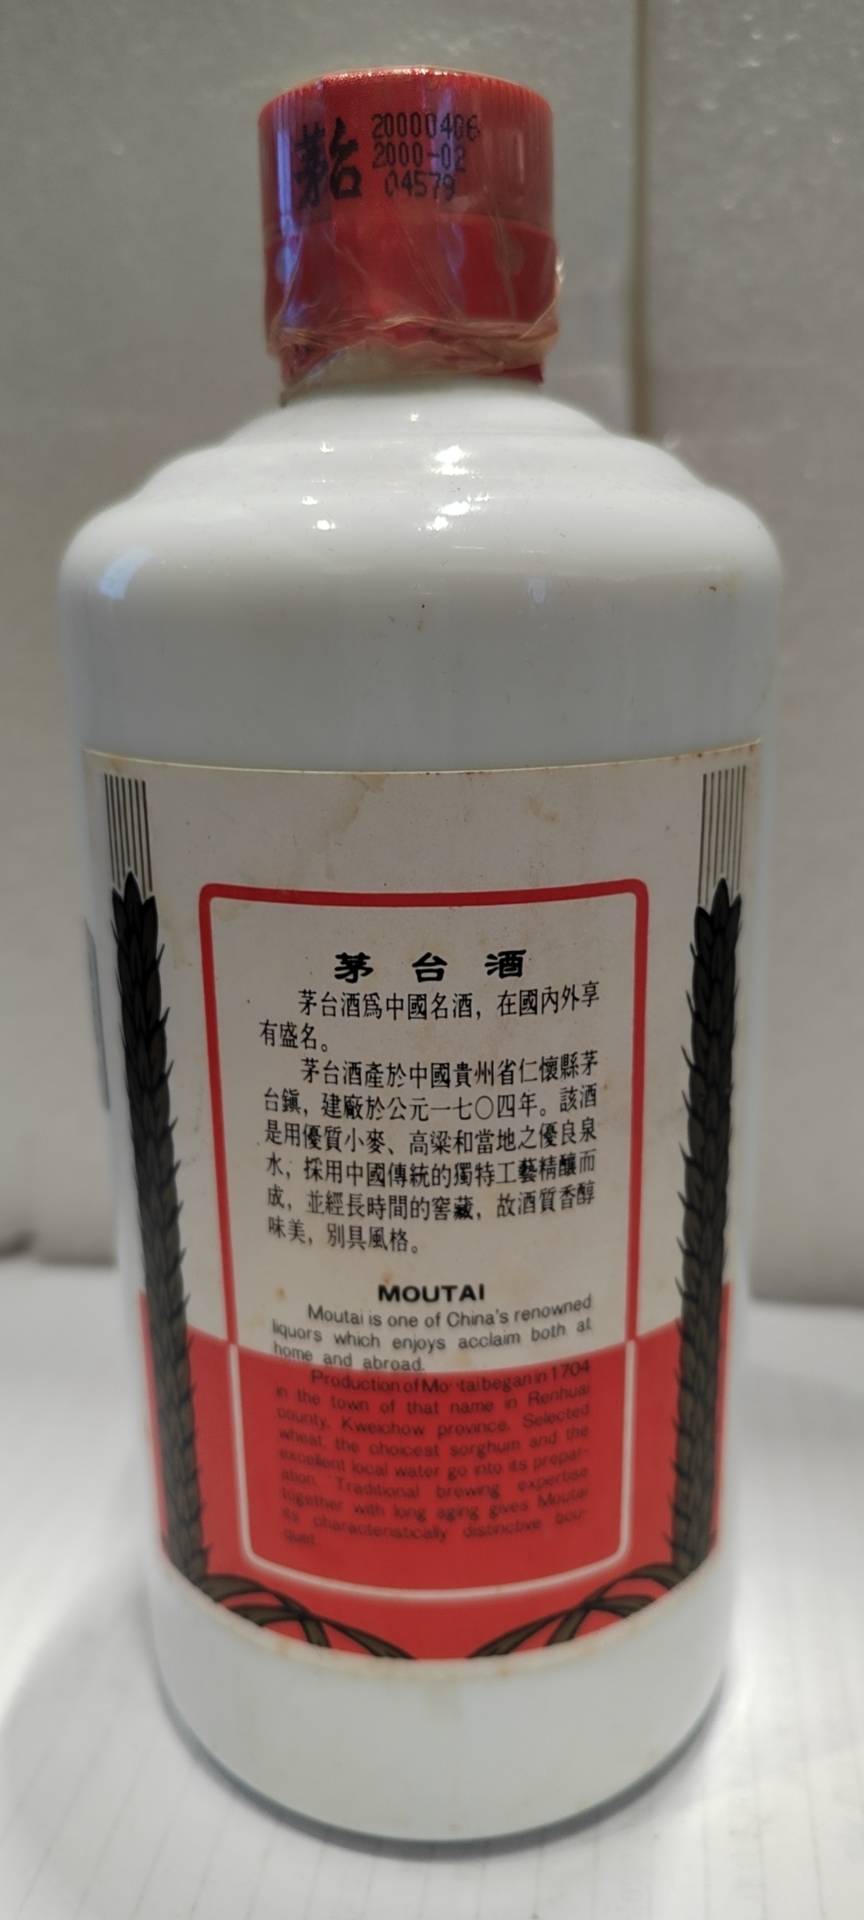 茅台
20000406
2000-02
04579
茅台酒
茅台酒爲中國名酒，在國內外享
有盛名。
茅台酒產於中國貴州省仁懷縣茅
台鎮，建廠於公元一七〇四年。該酒
是用優質小麥、高粱和當地之優良泉
水，採用中國傳統的獨特工藝精釀而
成，並經長時間的窖藏，故酒質香醇
味美，別具風格。
MOUTAI
Moutai is one of China's renowned
liquors which enjoys acclaim both at
home and abroad.
Production of Moutai began in 1704
in the town of that name in Renhuai
county, Kweichow province. Selected
wheat, the choicest sorghum and the
excellent local water go into its prepar-
ation. Traditional brewing expertise
together with long aging gives Moutai
its characteristically distinctive bou-
quet.